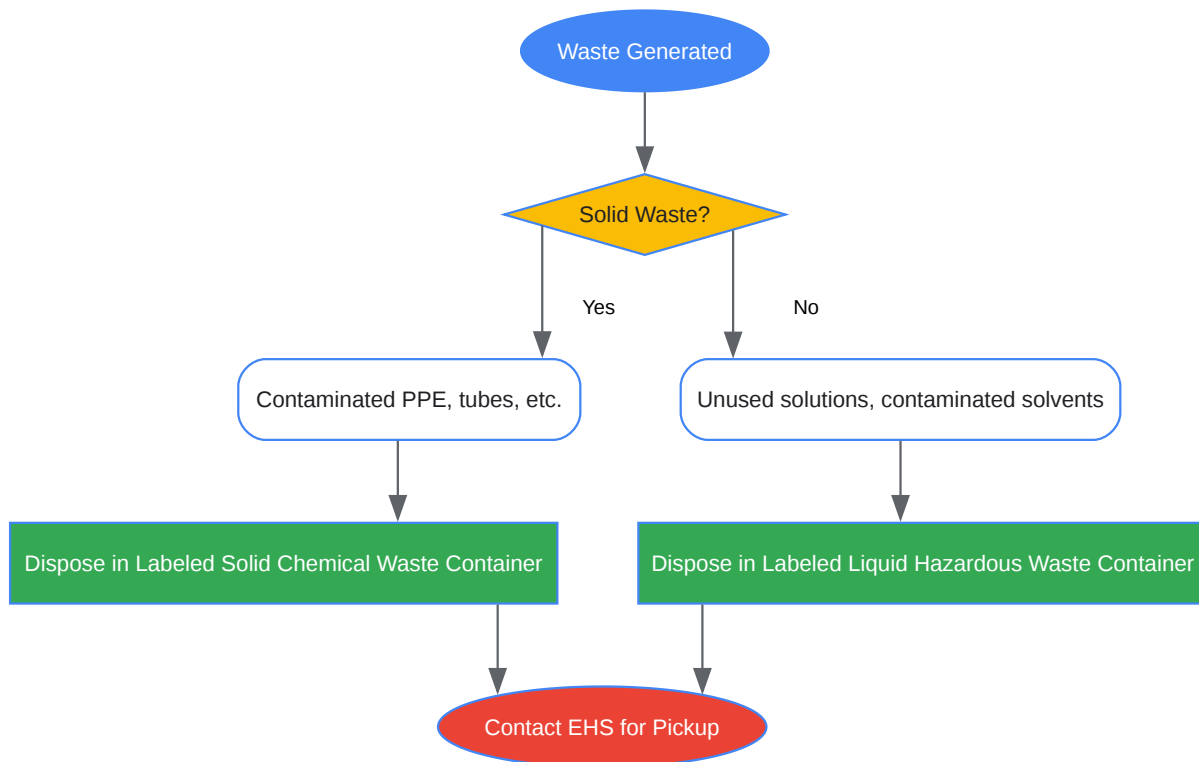 Waste Generated
Solid Waste?
Yes
No
Contaminated PPE, tubes, etc.
Unused solutions, contaminated solvents
Dispose in Labeled Solid Chemical Waste Container
Dispose in Labeled Liquid Hazardous Waste Container
Contact EHS for Pickup